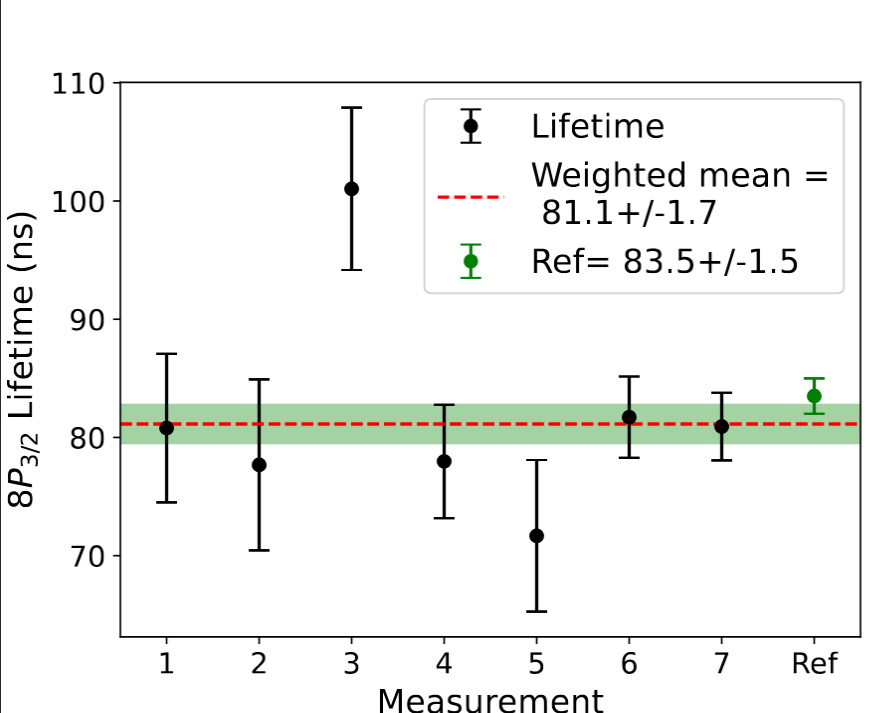 110
100
90
80
70
8P3/2 Lifetime (ns)
Lifetime
Weighted mean =
81.1+/-1.7
Ref= 83.5+/-1.5
1 2 3 4 5 6 7 Ref
Measurement